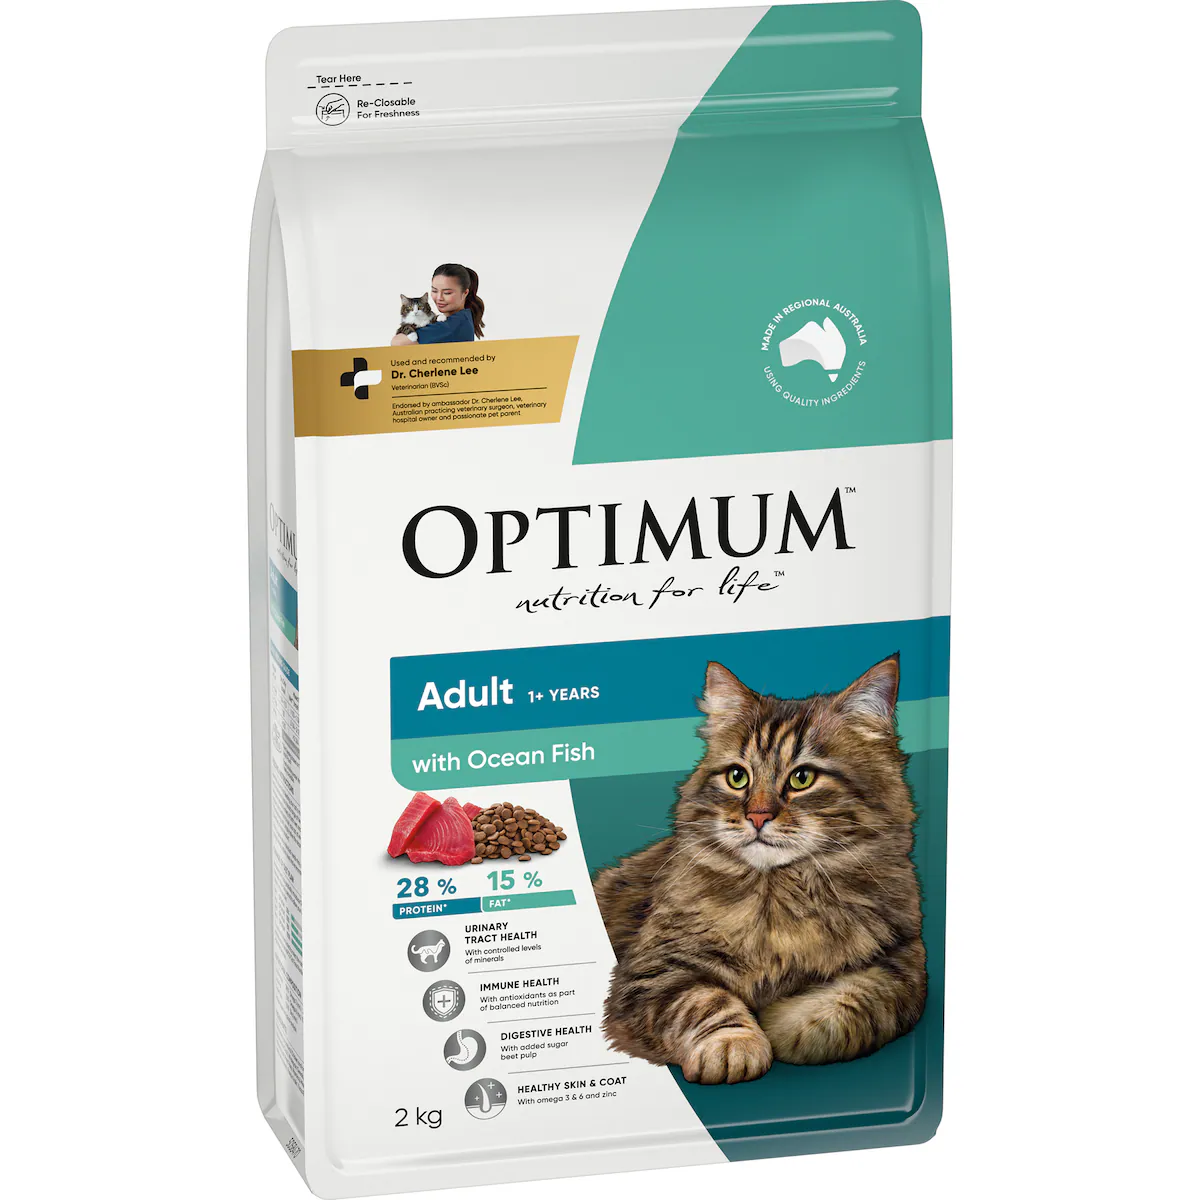 Tear Here
Re-Closable
For Freshness
MADE IN REGIONAL AUSTRALIA
USING QUALITY INGREDIENTS
Used and recommended by
Dr. Cherlene Lee
Veterinarian (BVSc)
Endorsed by ambassador Dr. Cherlene Lee,
Australian practicing veterinary surgeon, veterinary
hospital owner and passionate pet parent
OPTIMUM™
nutrition for life™
Adult 1+ YEARS
with Ocean Fish
28 % 15 %
PROTEIN* FAT*
URINARY
TRACT HEALTH
With controlled levels
of minerals
IMMUNE HEALTH
With antioxidants as part
of balanced nutrition
DIGESTIVE HEALTH
With added sugar
beet pulp
HEALTHY SKIN & COAT
With omega 3 & 6 and zinc
2 kg